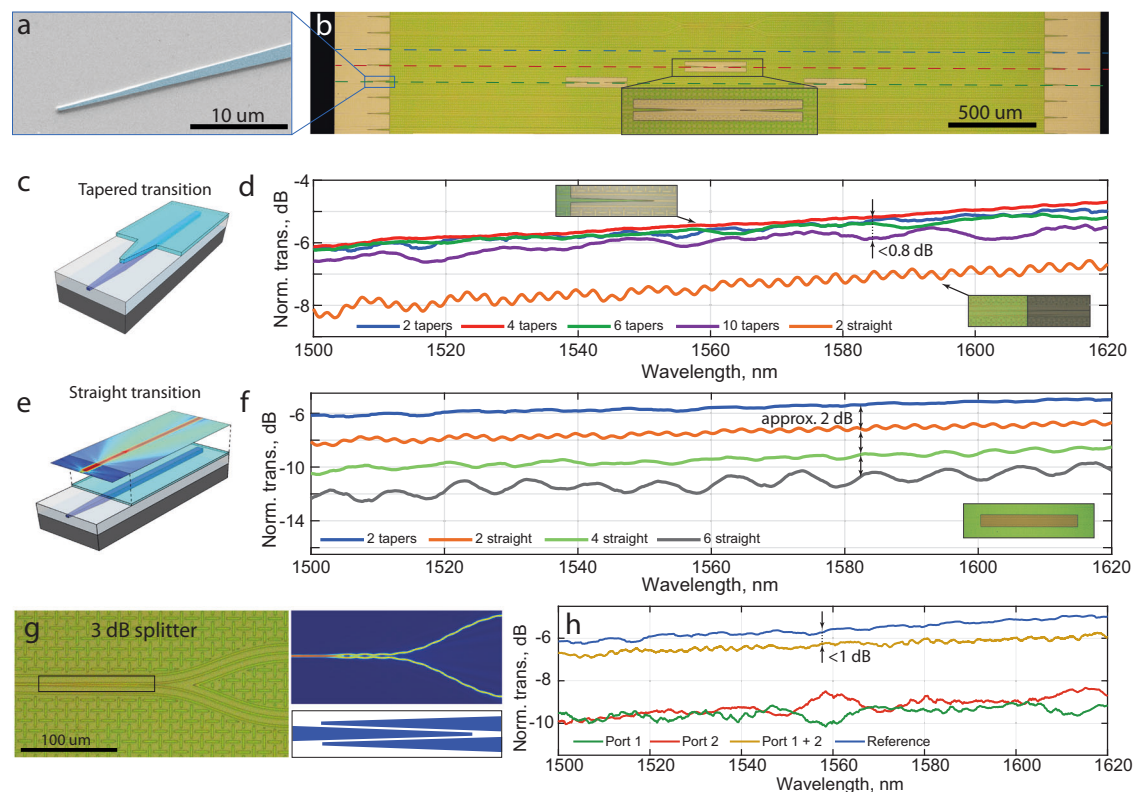 a
10 um
b
500 um
c
Tapered transition
d
Norm. trans., dB
-4
-6
-8
<0.8 dB
2 tapers 4 tapers 6 tapers 10 tapers 2 straight
1500 1520 1540 1560 1580 1600 1620
Wavelength, nm
e
Straight transition
f
Norm. trans., dB
-6
-10
-14
approx. 2 dB
2 tapers 2 straight 4 straight 6 straight
1500 1520 1540 1560 1580 1600 1620
Wavelength, nm
g
3 dB splitter
100 um
h
Norm. trans., dB
-6
-8
-10
<1 dB
Port 1 Port 2 Port 1 + 2 Reference
1500 1520 1540 1560 1580 1600 1620
Wavelength, nm